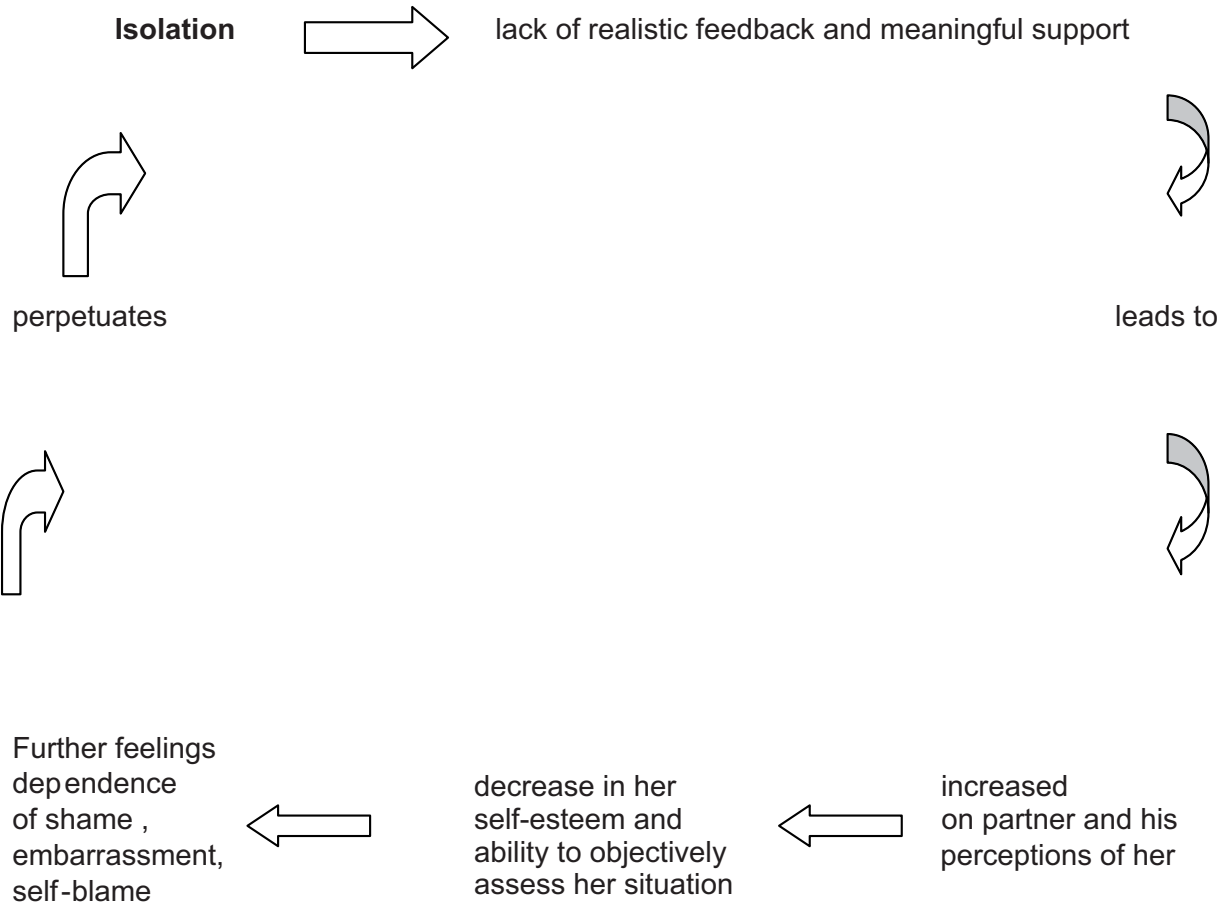 Isolation lack of realistic feedback and meaningful support
perpetuates leads to
Further feelings
dependence
of shame ,
embarrassment,
self-blame
decrease in her
self-esteem and
ability to objectively
assess her situation
increased
on partner and his
perceptions of her